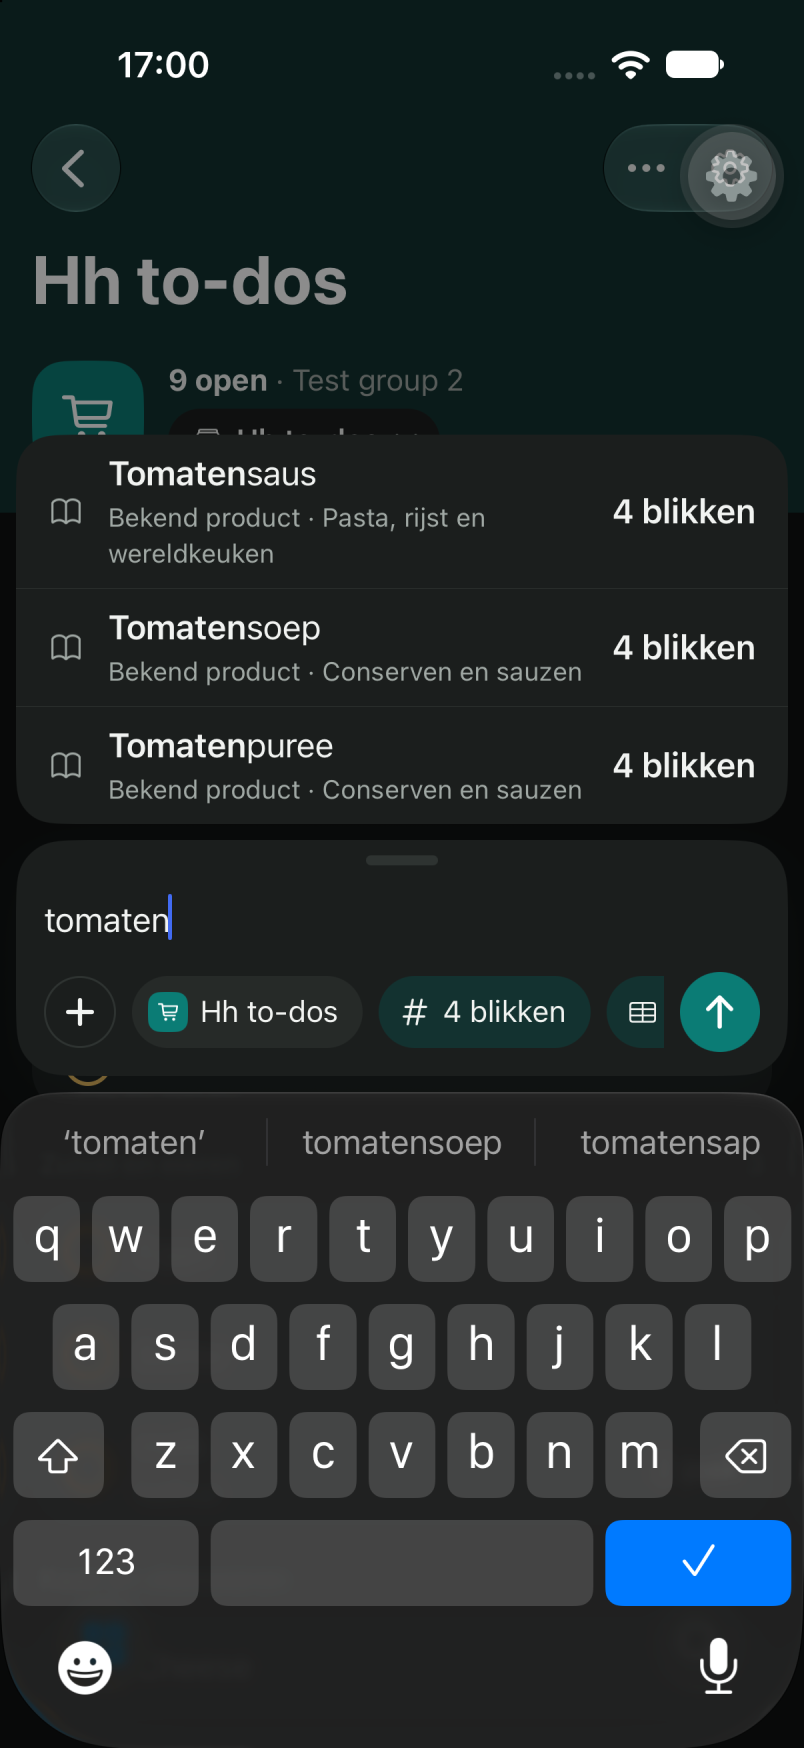 17:00
Hh to-dos
9 open · Test group 2
Tomatensaus
Bekend product · Pasta, rijst en
wereldkeuken
4 blikken
Tomatensoep
Bekend product · Conserven en sauzen
4 blikken
Tomatenpuree
Bekend product · Conserven en sauzen
4 blikken
tomaten
Hh to-dos
# 4 blikken
‘tomaten’ tomatensoep tomatensap
q w e r t y u i o p
a s d f g h j k l
z x c v b n m
123